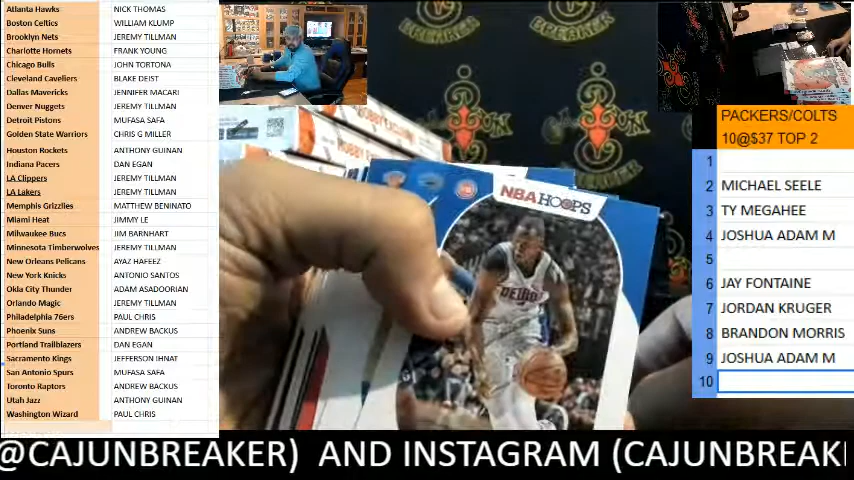 Atlanta Hawks NICK THOMAS
Boston Celtics WILLIAM KLUMP
Brooklyn Nets JEREMY TILLMAN
Charlotte Hornets FRANK YOUNG
Chicago Bulls JOHN TORTONA
Cleveland Cavaliers BLAKE DEIST
Dallas Mavericks JENNIFER MACARI
Denver Nuggets JEREMY TILLMAN
Detroit Pistons MUFASA SAFA
Golden State Warriors CHRIS G MILLER
Houston Rockets ANTHONY GUINAN
Indiana Pacers DAN EGAN
LA Clippers JEREMY TILLMAN
LA Lakers JEREMY TILLMAN
Memphis Grizzlies MATTHEW BENINATO
Miami Heat JIMMY LE
Milwaukee Bucs JIM BARNHART
Minnesota Timberwolves JEREMY TILLMAN
New Orleans Pelicans AYAZ HAFEEZ
New York Knicks ANTONIO SANTOS
Okla City Thunder ADAM ASADOORIAN
Orlando Magic JEREMY TILLMAN
Philadelphia 76ers PAUL CHRIS
Phoenix Suns ANDREW BACKUS
Portland Trailblazers DAN EGAN
Sacramento Kings JEFFERSON IHNAT
San Antonio Spurs MUFASA SAFA
Toronto Raptors ANDREW BACKUS
Utah Jazz ANTHONY GUINAN
Washington Wizard PAUL CHRIS
NBA HOOPS
DETROIT
PACKERS/COLTS
10@$37 TOP 2
1
2 MICHAEL SEELE
3 TY MEGAHEE
4 JOSHUA ADAM M
5
6 JAY FONTAINE
7 JORDAN KRUGER
8 BRANDON MORRIS
9 JOSHUA ADAM M
10
@CAJUNBREAKER) AND INSTAGRAM (CAJUNBREAK